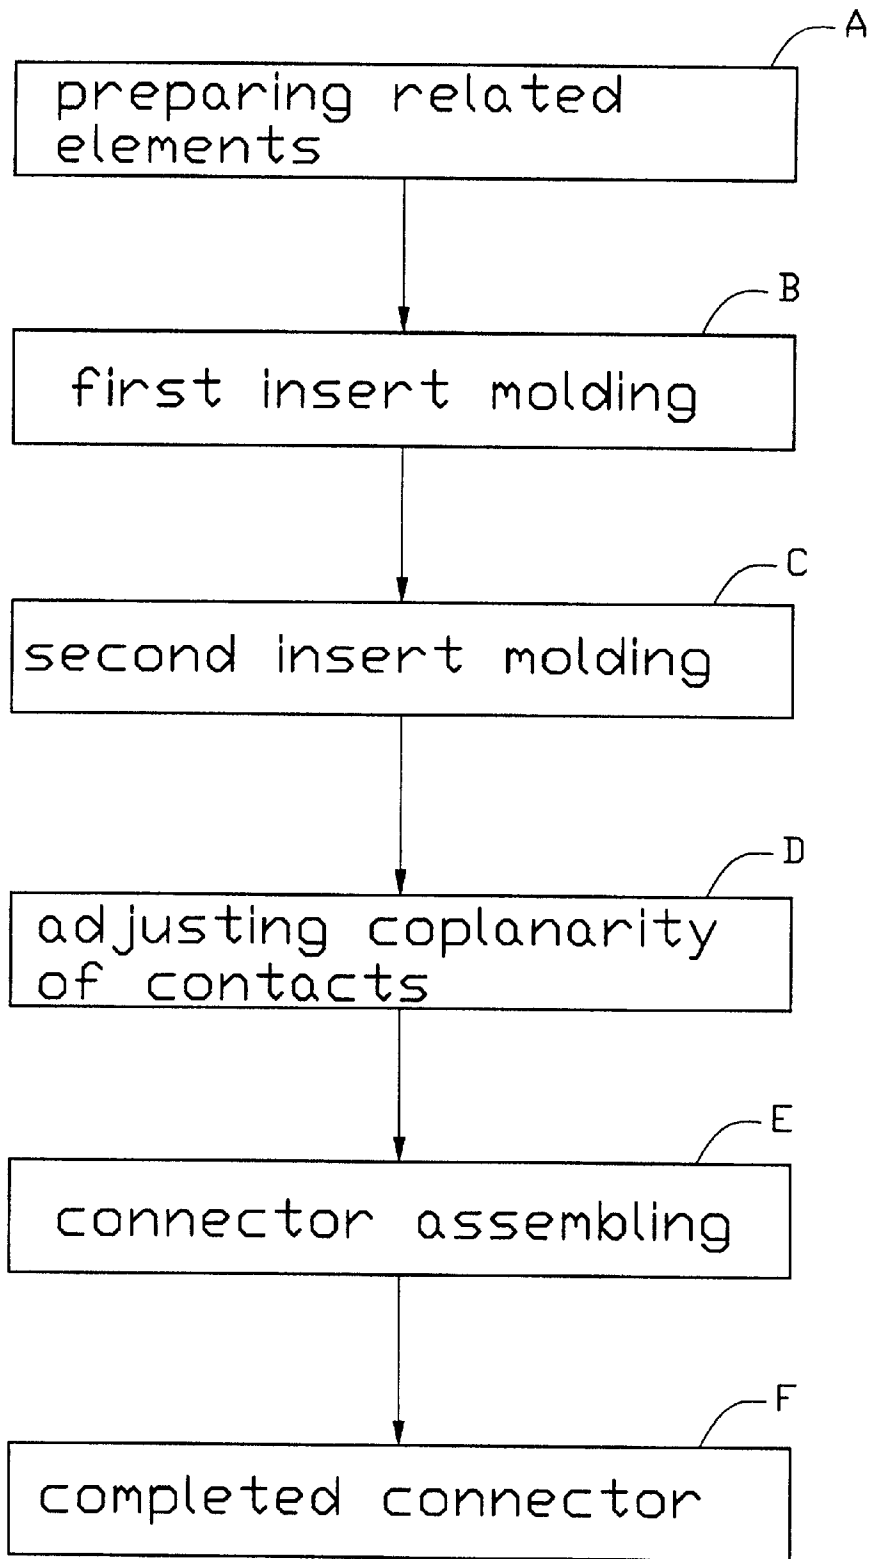 A
preparing related
elements
B
first insert molding
C
second insert molding
D
adjusting coplanarity
of contacts
E
connector assembling
F
completed connector